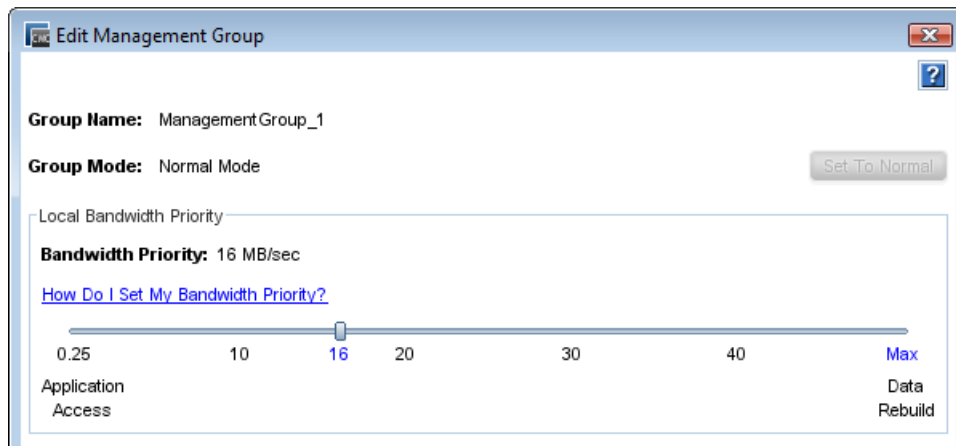 CMC Edit Management Group
?
Group Name: ManagementGroup_1
Group Mode: Normal Mode Set To Normal
Local Bandwidth Priority
Bandwidth Priority: 16 MB/sec
How Do I Set My Bandwidth Priority?
0.25 10 16 20 30 40 Max
Application Data
Access Rebuild